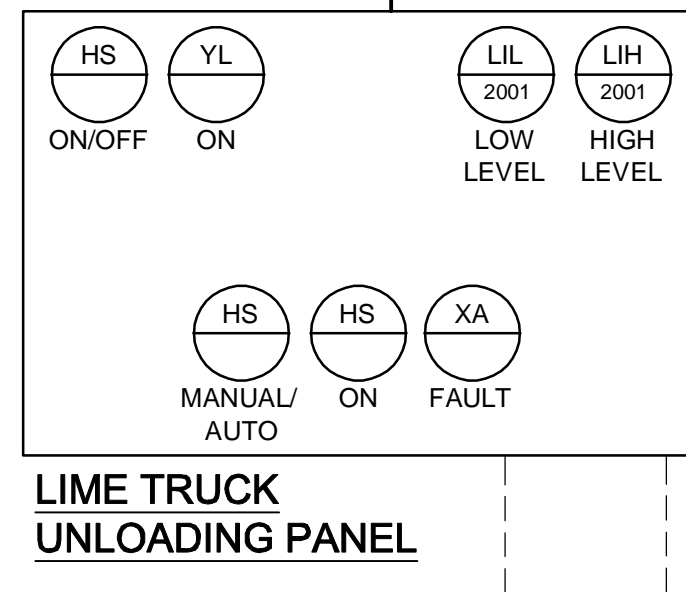 HS
ON/OFF
YL
ON
LIL
2001
LOW
LEVEL
LIH
2001
HIGH
LEVEL
HS
MANUAL/
AUTO
HS
ON
XA
FAULT
LIME TRUCK
UNLOADING PANEL